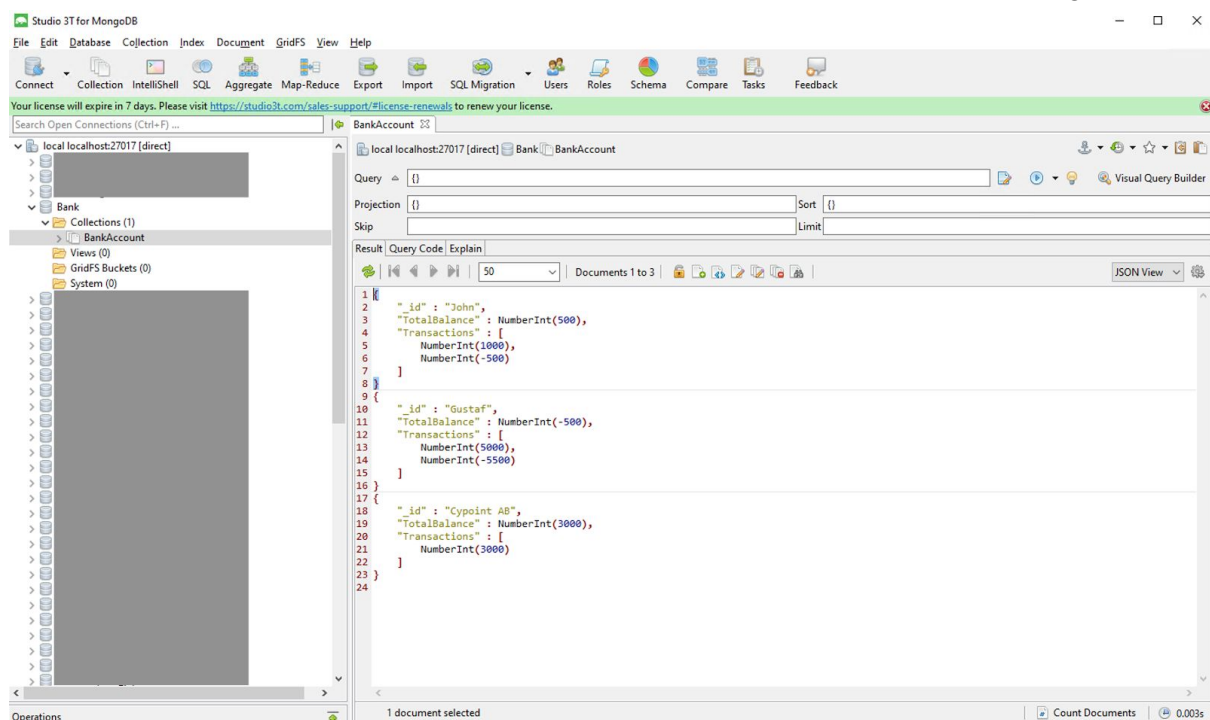 Studio 3T for MongoDB
File Edit Database Collection Index Document GridFS View Help
Connect Collection IntelliShell SQL Aggregate Map-Reduce Export Import SQL Migration Users Roles Schema Compare Tasks Feedback
Your license will expire in 7 days. Please visit https://studio3t.com/sales-support/#license-renewals to renew your license.
Search Open Connections (Ctrl+F) ...
local localhost:27017 [direct]
Bank
Collections (1)
BankAccount
Views (0)
GridFS Buckets (0)
System (0)
Operations
BankAccount
local localhost:27017 [direct] Bank BankAccount
Query {} Visual Query Builder
Projection {} Sort {}
Skip Limit
Result Query Code Explain
50 Documents 1 to 3 JSON View
1 {
2 "_id" : "John",
3 "TotalBalance" : NumberInt(500),
4 "Transactions" : [
5 NumberInt(1000),
6 NumberInt(-500)
7 ]
8 }
9 {
10 "_id" : "Gustaf",
11 "TotalBalance" : NumberInt(-500),
12 "Transactions" : [
13 NumberInt(5000),
14 NumberInt(-5500)
15 ]
16 }
17 {
18 "_id" : "Cypoint AB",
19 "TotalBalance" : NumberInt(3000),
20 "Transactions" : [
21 NumberInt(3000)
22 ]
23 }
24
1 document selected Count Documents 0.003s